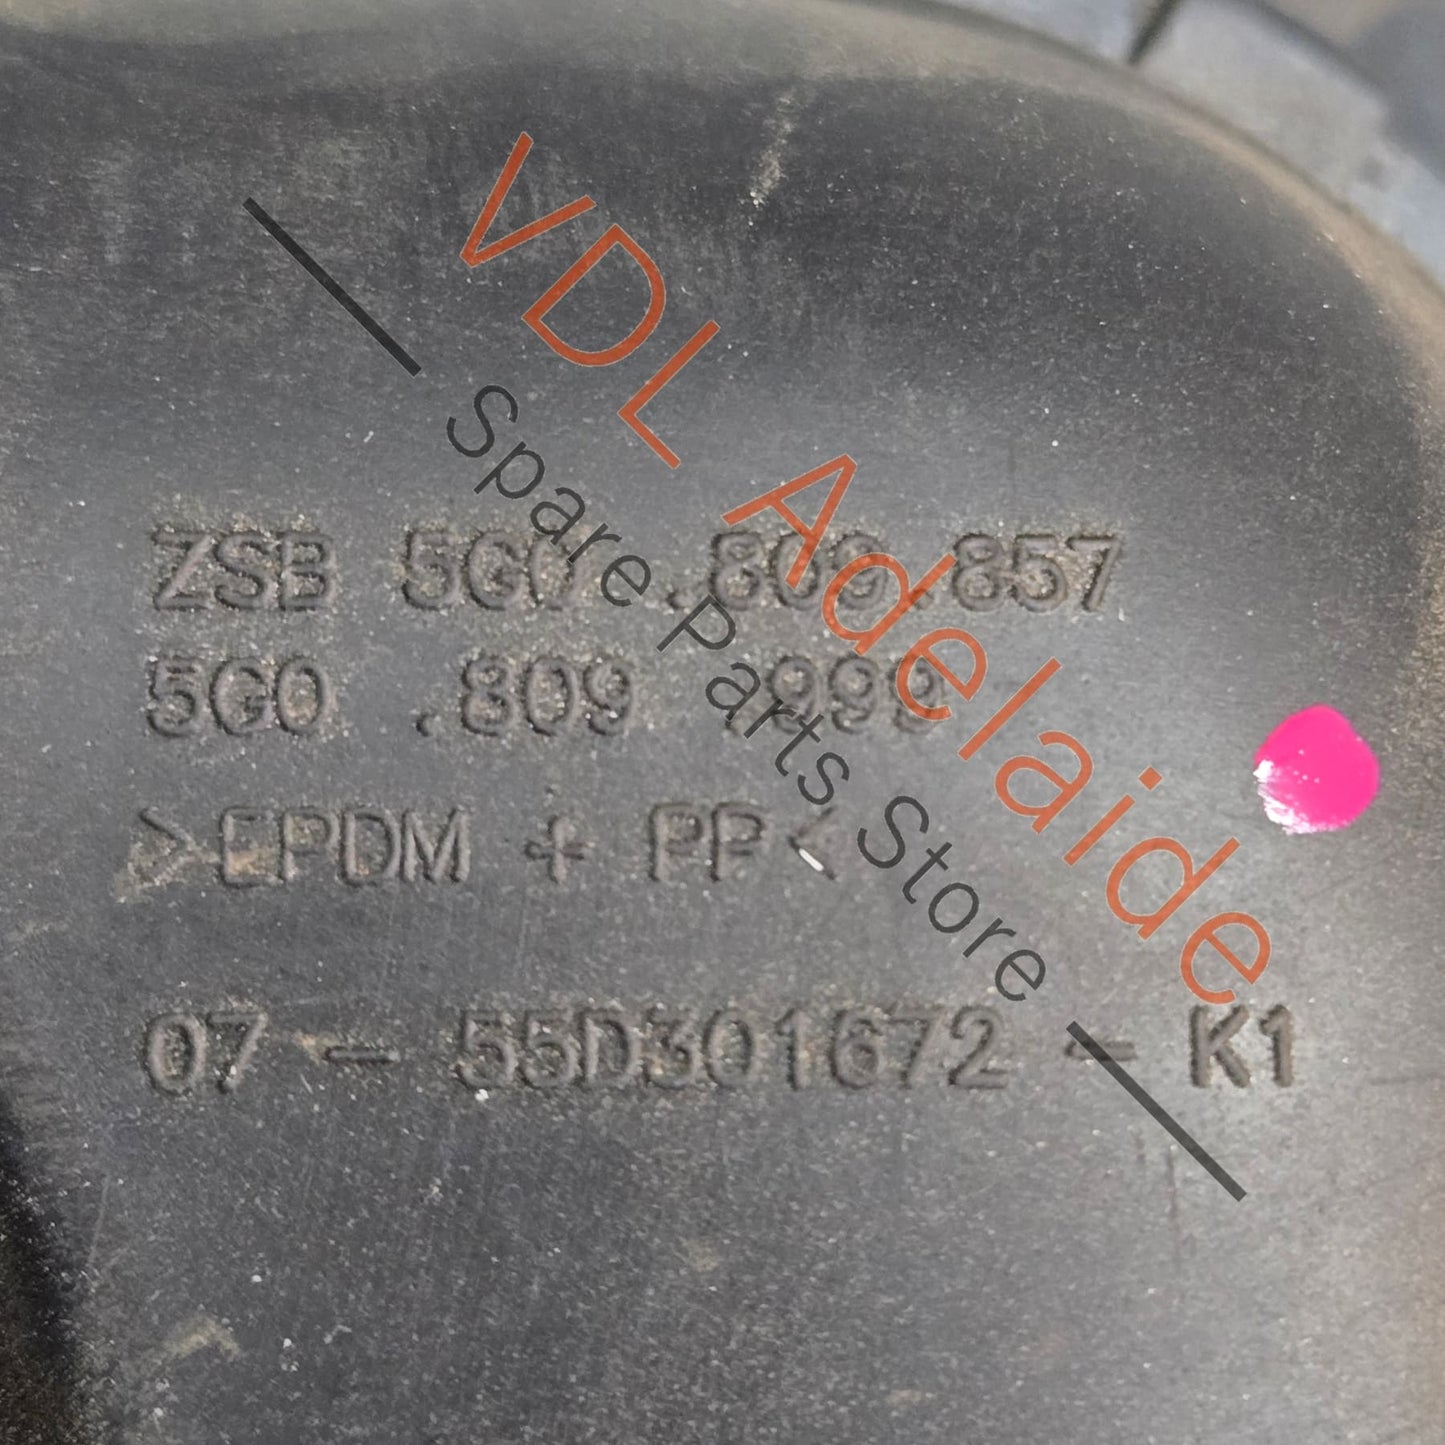 VDL Adelaide
Spare Parts Store
ZSB 5G0 .809.857
5G0 .809 .999
>EPDM + PP<
07 - 55D301672 - K1